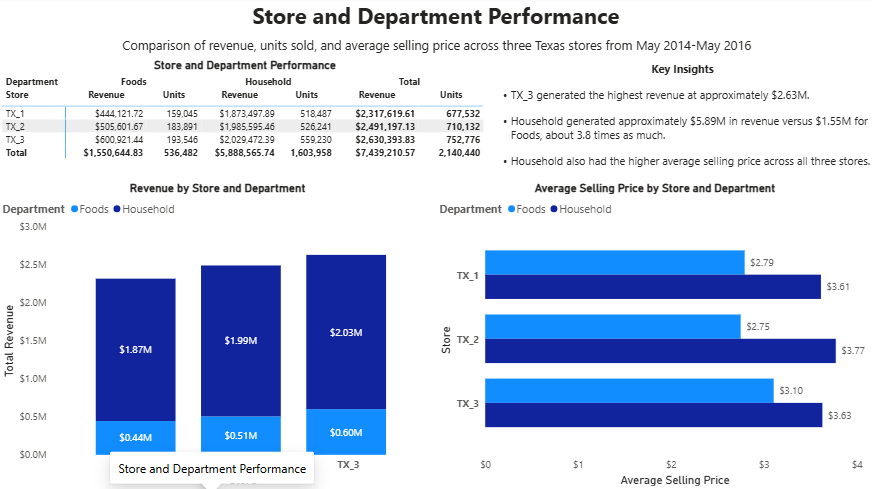 Store and Department Performance
Comparison of revenue, units sold, and average selling price across three Texas stores from May 2014-May 2016
Store and Department Performance
Department Foods Household Total
Store Revenue Units Revenue Units Revenue Units
TX_1 $444,121.72 159,045 $1,873,497.89 518,487 $2,317,619.61 677,532
TX_2 $505,601.67 183,891 $1,985,595.46 526,241 $2,491,197.13 710,132
TX_3 $600,921.44 193,546 $2,029,472.39 559,230 $2,630,393.83 752,776
Total $1,550,644.83 536,482 $5,888,565.74 1,603,958 $7,439,210.57 2,140,440
Key Insights
• TX_3 generated the highest revenue at approximately $2.63M.
• Household generated approximately $5.89M in revenue versus $1.55M for
Foods, about 3.8 times as much.
• Household also had the higher average selling price across all three stores.
Revenue by Store and Department
Department Foods Household
Total Revenue
$3.0M
$2.5M
$2.0M
$1.5M
$1.0M
$0.5M
$0.0M
$1.87M
$1.99M
$2.03M
$0.44M
$0.51M
$0.60M
TX_3
Store and Department Performance
Average Selling Price by Store and Department
Department Foods Household
Store
TX_1
$2.79
$3.61
TX_2
$2.75
$3.77
TX_3
$3.10
$3.63
$0 $1 $2 $3 $4
Average Selling Price